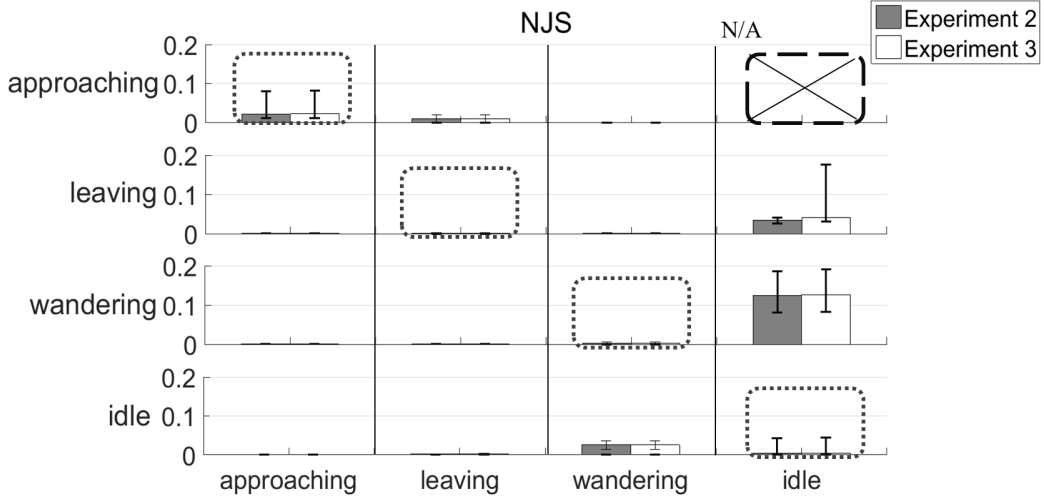 NJS
N/A
Experiment 2
Experiment 3
approaching
0.2
0.1
0
leaving
0.2
0.1
0
wandering
0.2
0.1
0
idle
0.2
0.1
0
approaching leaving wandering idle